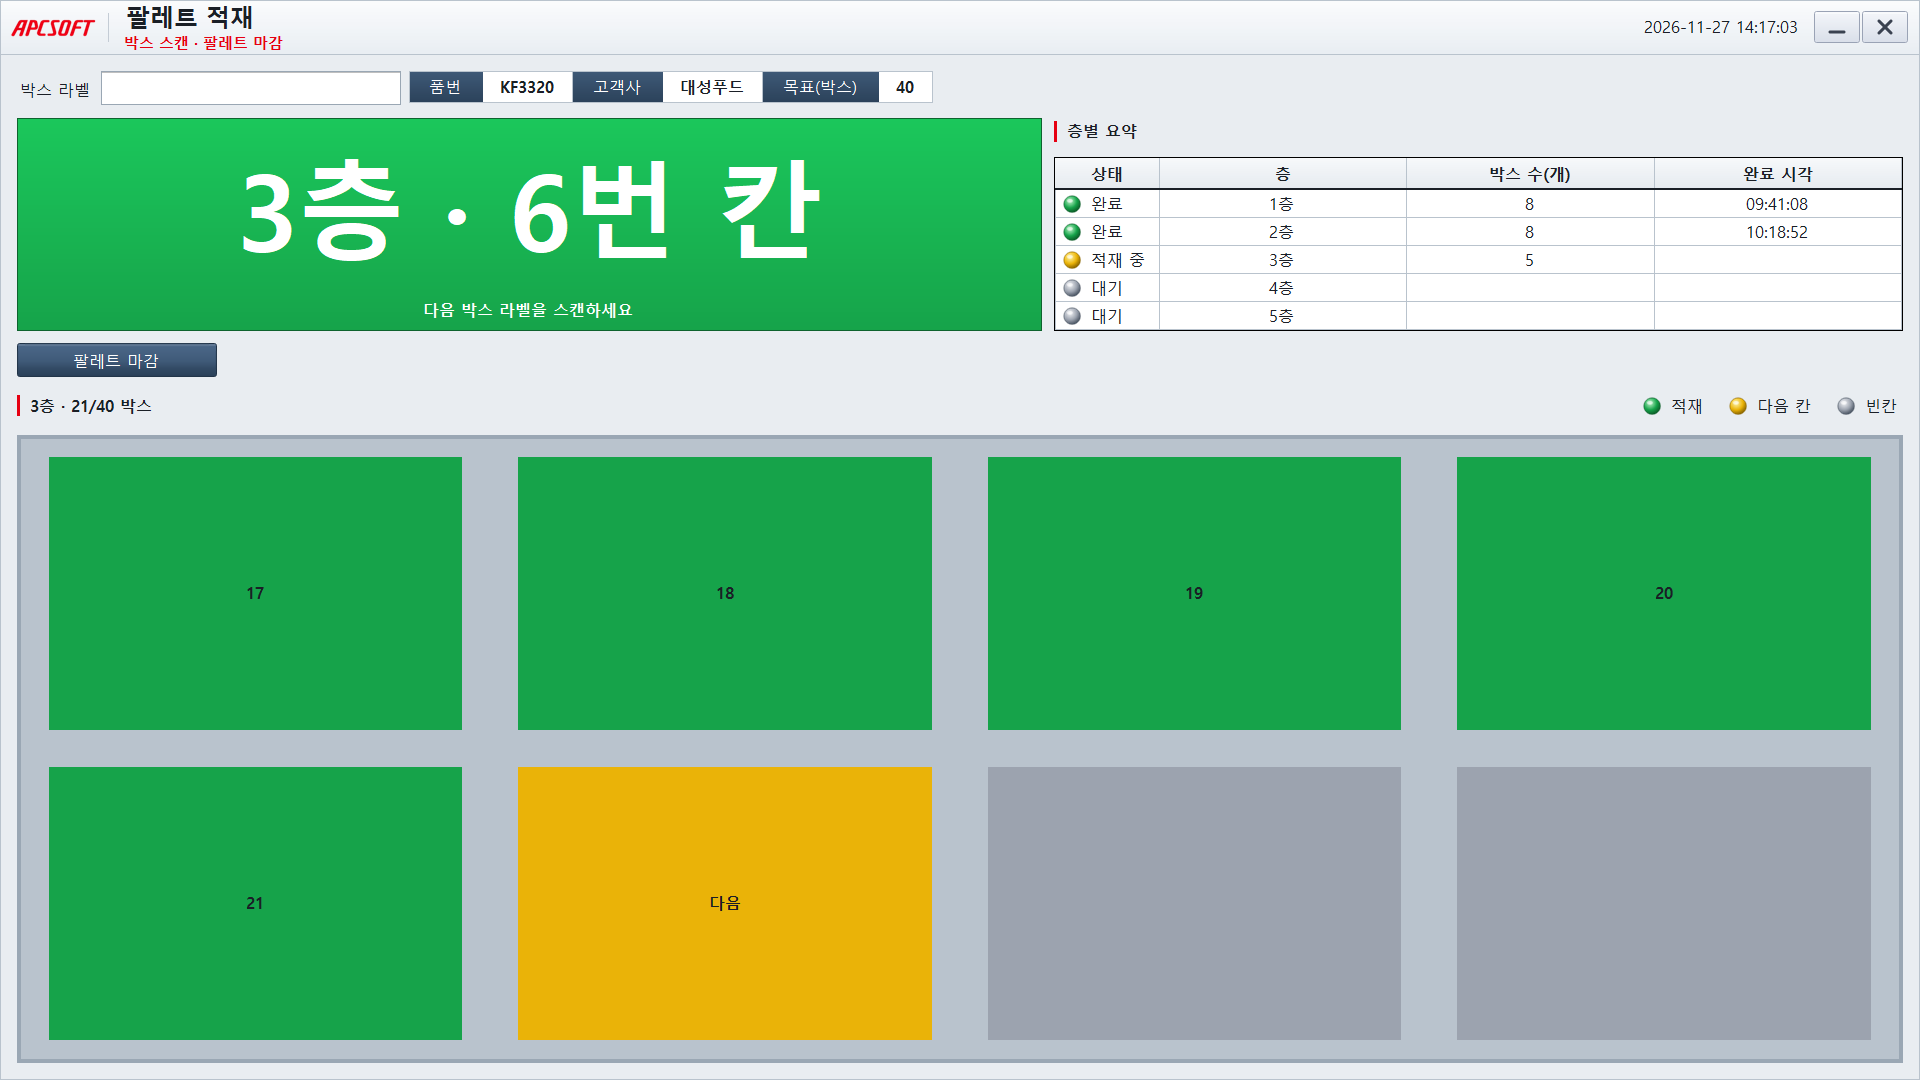 APCSOFT
팔레트 적재
박스 스캔 · 팔레트 마감
2026-11-27 14:17:03
박스 라벨
품번 KF3320 고객사 대성푸드 목표(박스) 40
3층 · 6번 칸
다음 박스 라벨을 스캔하세요
층별 요약
상태 층 박스 수(개) 완료 시각
완료 1층 8 09:41:08
완료 2층 8 10:18:52
적재 중 3층 5
대기 4층
대기 5층
팔레트 마감
3층 · 21/40 박스
적재 다음 칸 빈칸
17 18 19 20
21 다음